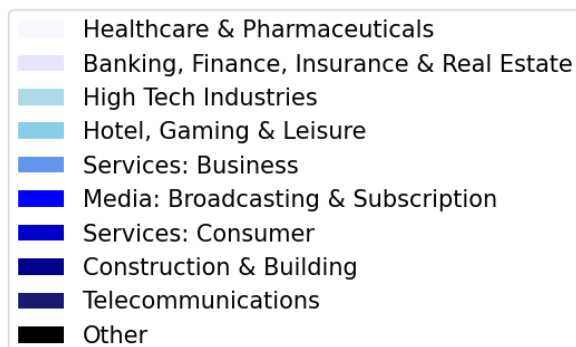 Healthcare & Pharmaceuticals
Banking, Finance, Insurance & Real Estate
High Tech Industries
Hotel, Gaming & Leisure
Services: Business
Media: Broadcasting & Subscription
Services: Consumer
Construction & Building
Telecommunications
Other